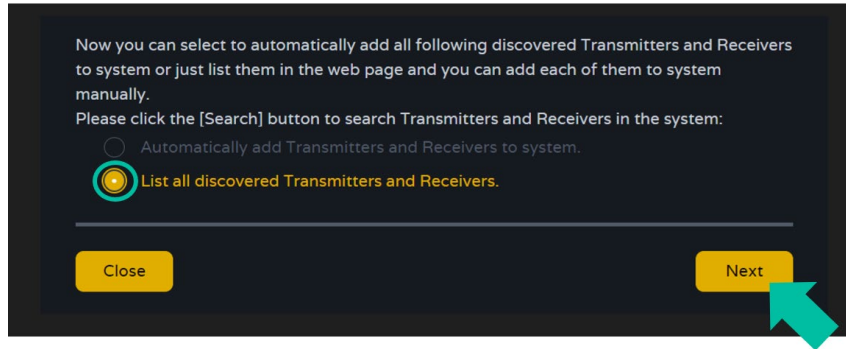 Now you can select to automatically add all following discovered Transmitters and Receivers
to system or just list them in the web page and you can add each of them to system
manually.
Please click the [Search] button to search Transmitters and Receivers in the system:
Automatically add Transmitters and Receivers to system.
List all discovered Transmitters and Receivers.
Close
Next